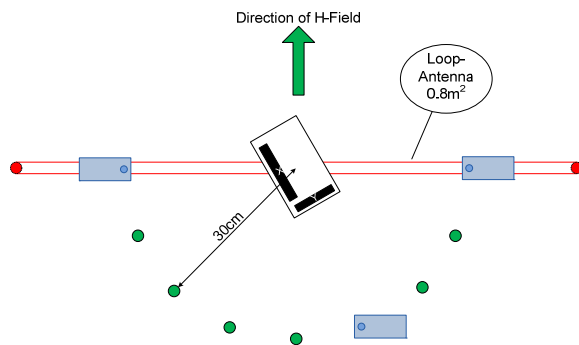 Direction of H-Field
Loop-
Antenna
0.8m²
X
Y
30cm